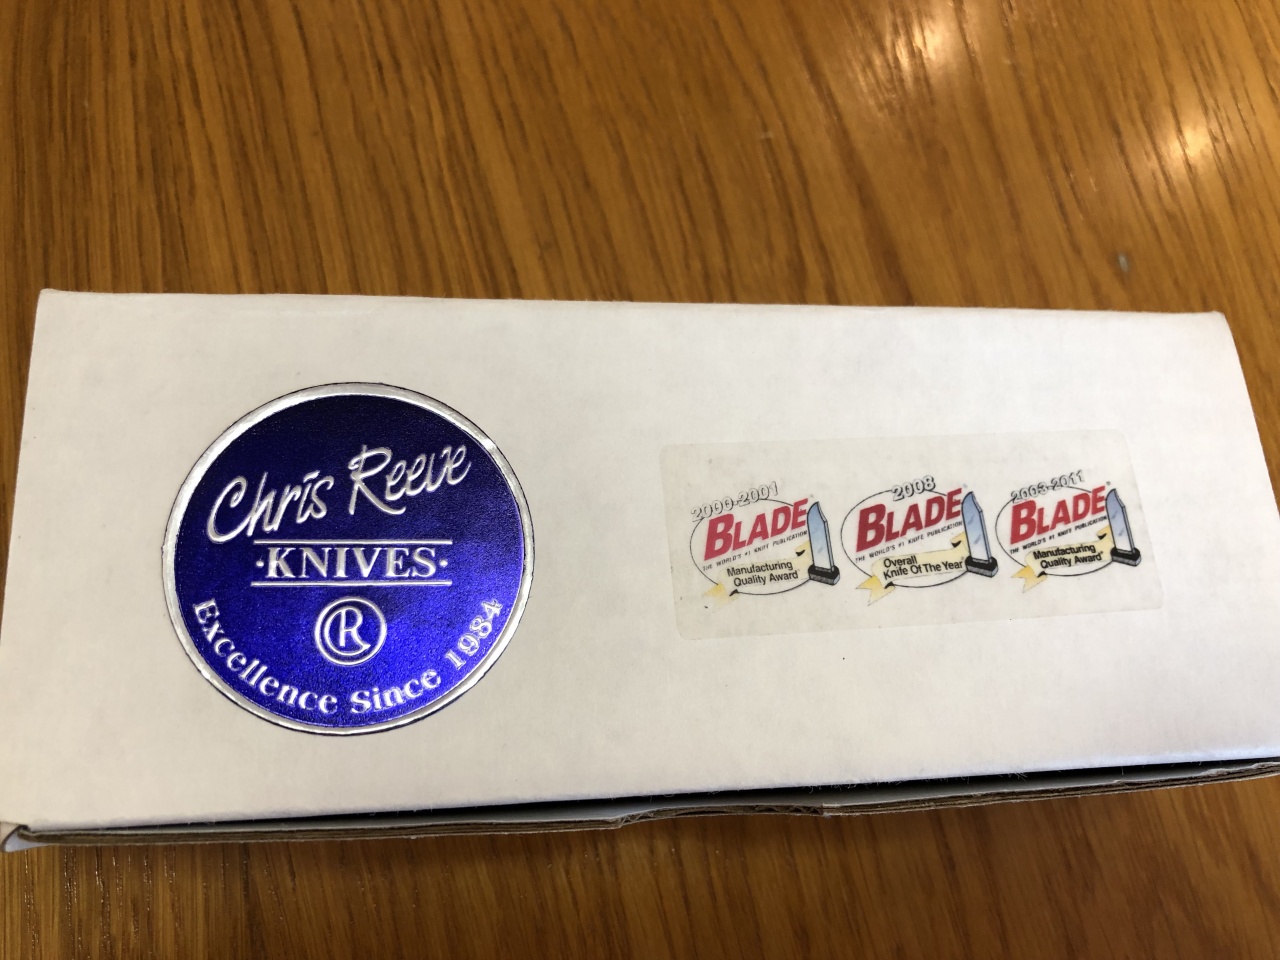 Chris Reeve
·KNIVES·
CR
Excellence Since 1984
2000-2001
BLADE®
THE WORLD'S #1 KNIFE PUBLICATION
Manufacturing
Quality Award
2008
BLADE®
THE WORLD'S #1 KNIFE PUBLICATION
Overall
Knife Of The Year
2003-2011
BLADE®
THE WORLD'S #1 KNIFE PUBLICATION
Manufacturing
Quality Award